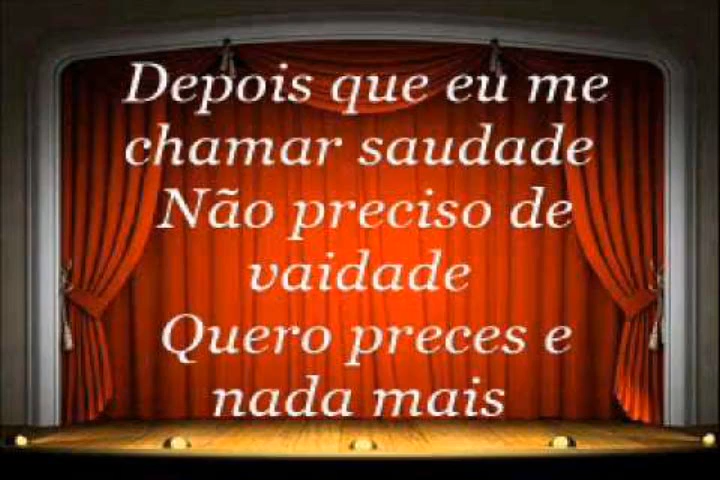 Depois que eu me
chamar saudade
Não preciso de
vaidade
Quero preces e
nada mais